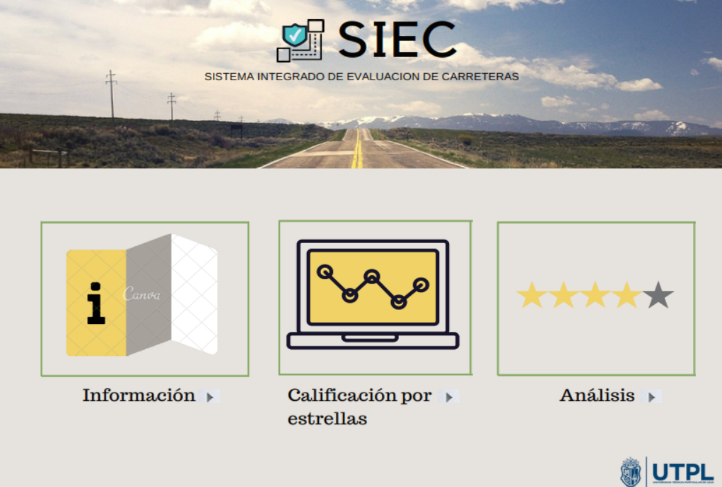 SIEC
SISTEMA INTEGRADO DE EVALUACION DE CARRETERAS
i
Canva
Información
Calificación por
estrellas
Análisis
UTPL